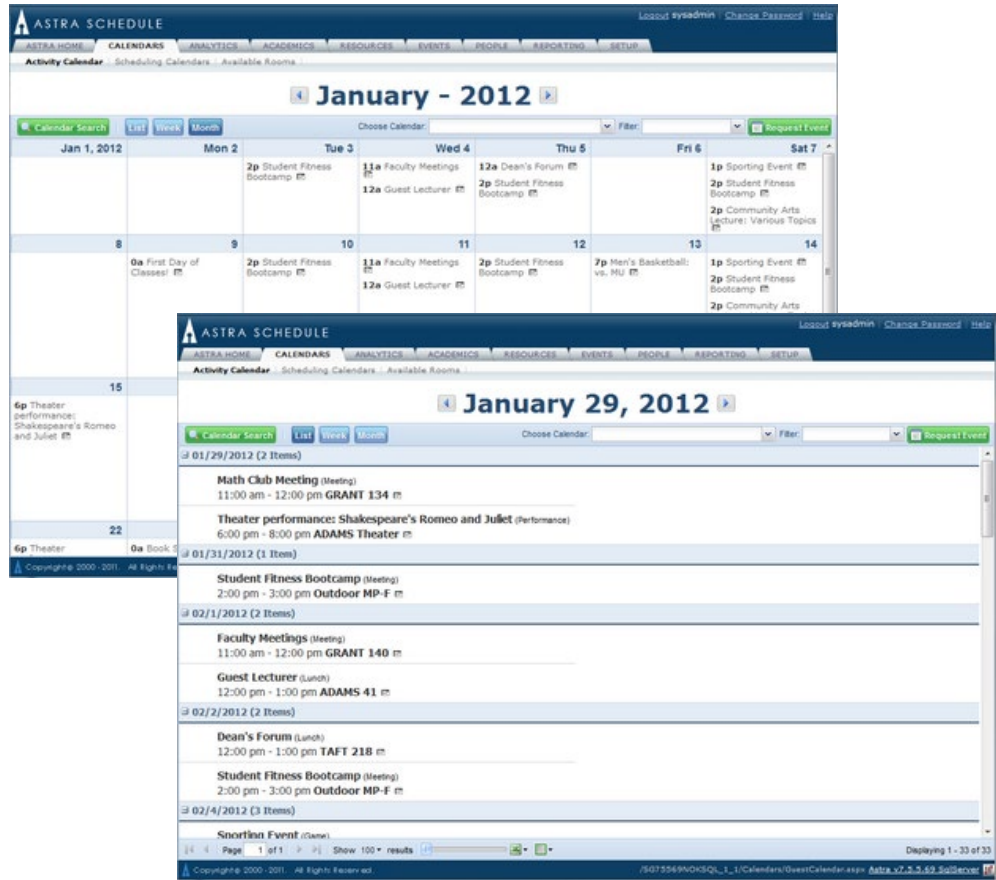 ASTRA SCHEDULE
Logout sysadmin | Change Password | Help
ASTRA HOME CALENDARS ANALYTICS ACADEMICS RESOURCES EVENTS PEOPLE REPORTING SETUP
Activity Calendar | Scheduling Calendars | Available Rooms
January - 2012
Calendar Search List Week Month Choose Calendar: Filter: Request Event
Jan 1, 2012 Mon 2 Tue 3 Wed 4 Thu 5 Fri 6 Sat 7
2p Student Fitness Bootcamp
11a Faculty Meetings
12a Guest Lecturer
12a Dean's Forum
2p Student Fitness Bootcamp
1p Sporting Event
2p Student Fitness Bootcamp
2p Community Arts Lecture: Various Topics
8 9 10 11 12 13 14
0a First Day of Classes!
2p Student Fitness Bootcamp
11a Faculty Meetings
12a Guest Lecturer
2p Student Fitness Bootcamp
7p Men's Basketball: vs. MU
1p Sporting Event
2p Student Fitness Bootcamp
2p Community Arts
15
6p Theater
performance:
Shakespeare's Romeo
and Juliet
22
6p Theater
0a Book
Copyright© 2000-2011. All Rights
ASTRA SCHEDULE
Logout sysadmin | Change Password | Help
ASTRA HOME CALENDARS ANALYTICS ACADEMICS RESOURCES EVENTS PEOPLE REPORTING SETUP
Activity Calendar | Scheduling Calendars | Available Rooms
January 29, 2012
Calendar Search List Week Month Choose Calendar: Filter: Request Event
01/29/2012 (2 Items)
Math Club Meeting (Meeting)
11:00 am - 12:00 pm GRANT 134
Theater performance: Shakespeare's Romeo and Juliet (Performance)
6:00 pm - 8:00 pm ADAMS Theater
01/31/2012 (1 Item)
Student Fitness Bootcamp (Meeting)
2:00 pm - 3:00 pm Outdoor MP-F
02/1/2012 (2 Items)
Faculty Meetings (Meeting)
11:00 am - 12:00 pm GRANT 140
Guest Lecturer (Lunch)
12:00 pm - 1:00 pm ADAMS 41
02/2/2012 (2 Items)
Dean's Forum (Lunch)
12:00 pm - 1:00 pm TAFT 218
Student Fitness Bootcamp (Meeting)
2:00 pm - 3:00 pm Outdoor MP-F
02/4/2012 (3 Items)
Sporting Event (Game)
Page 1 of 1 Show 100 results Displaying 1 - 33 of 33
Copyright© 2000-2011. All Rights Reserved. /SG75569NOKSQL_1_1/Calendars/GuestCalendar.aspx Astra v7.5.5.69 SqlServer